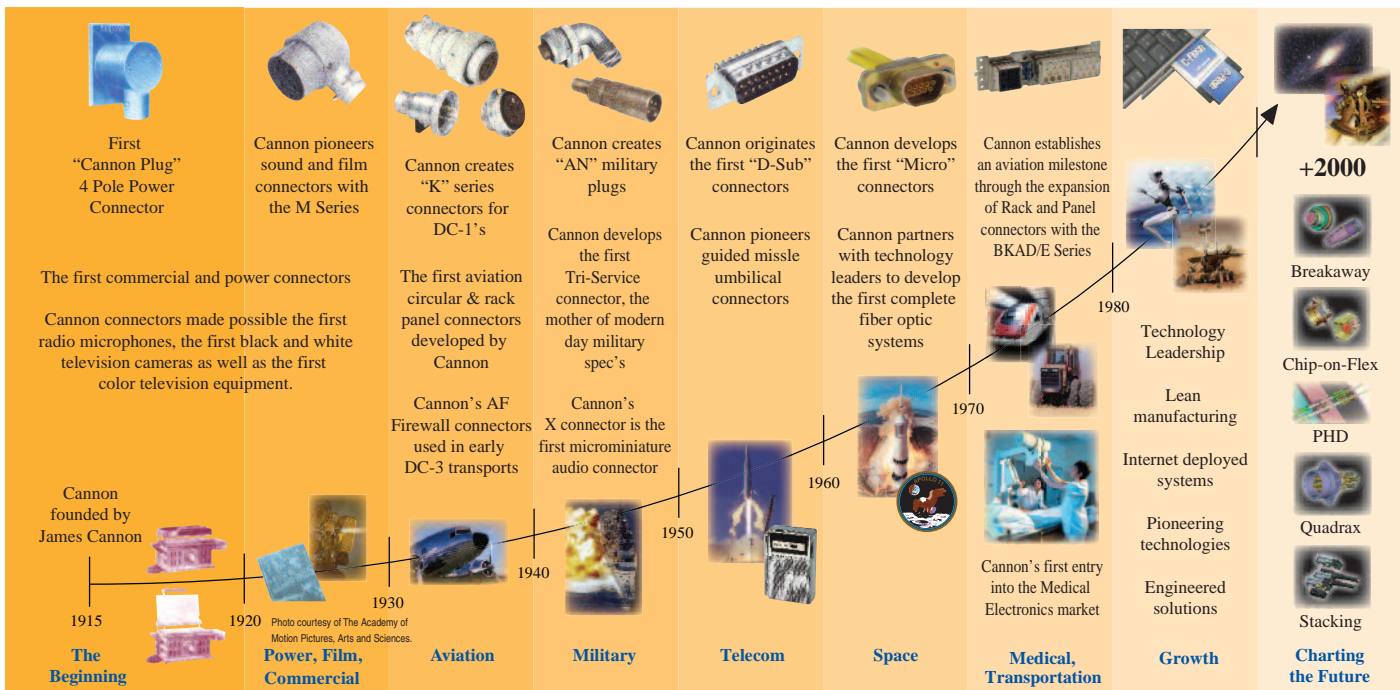 First
“Cannon Plug”
4 Pole Power
Connector
Cannon pioneers
sound and film
connectors with
the M Series
The first commercial and power connectors
Cannon connectors made possible the first
radio microphones, the first black and white
television cameras as well as the first
color television equipment.
Cannon
founded by
James Cannon
1915
The
Beginning
1920
Photo courtesy of The Academy of
Motion Pictures, Arts and Sciences.
Power, Film,
Commercial
Cannon creates
“K” series
connectors for
DC-1’s
The first aviation
circular & rack
panel connectors
developed by
Cannon
Cannon’s AF
Firewall connectors
used in early
DC-3 transports
1930
Aviation
Cannon creates
“AN” military
plugs
Cannon develops
the first
Tri-Service
connector, the
mother of modern
day military
spec’s
Cannon’s
X connector is the
first microminiature
audio connector
1940
Military
Cannon originates
the first “D-Sub”
connectors
Cannon pioneers
guided missle
umbilical
connectors
1950
Telecom
Cannon develops
the first “Micro”
connectors
Cannon partners
with technology
leaders to develop
the first complete
fiber optic
systems
1960
APOLLO 11
Space
Cannon establishes
an aviation milestone
through the expansion
of Rack and Panel
connectors with the
BKAD/E Series
1970
Cannon’s first entry
into the Medical
Electronics market
Medical,
Transportation
1980
Technology
Leadership
Lean
manufacturing
Internet deployed
systems
Pioneering
technologies
Engineered
solutions
Growth
+2000
Breakaway
Chip-on-Flex
PHD
Quadrax
Stacking
Charting
the Future